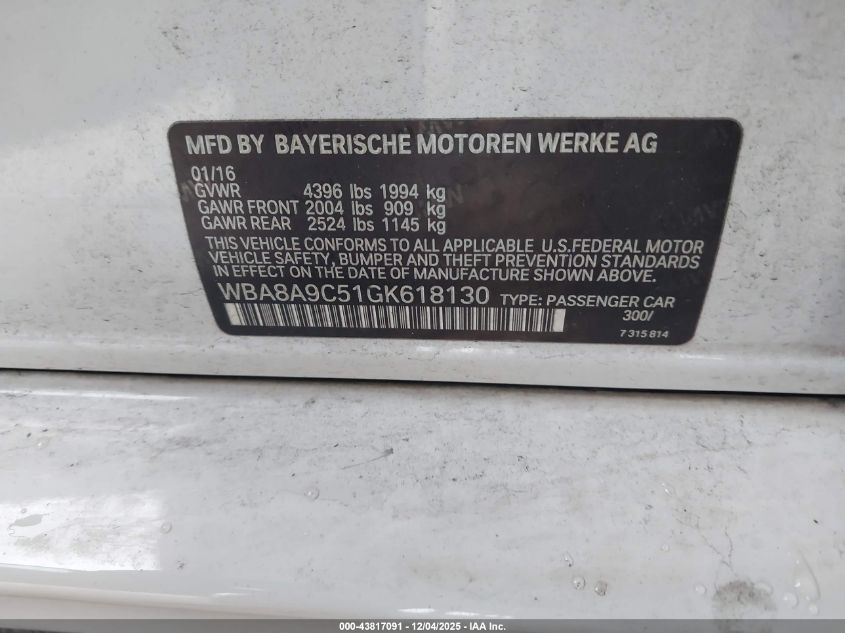 MFD BY BAYERISCHE MOTOREN WERKE AG
01/16
GVWR 4396 lbs 1994 kg
GAWR FRONT 2004 lbs 909 kg
GAWR REAR 2524 lbs 1145 kg
THIS VEHICLE CONFORMS TO ALL APPLICABLE U.S.FEDERAL MOTOR
VEHICLE SAFETY, BUMPER AND THEFT PREVENTION STANDARDS
IN EFFECT ON THE DATE OF MANUFACTURE SHOWN ABOVE.
WBA8A9C51GK618130 TYPE: PASSENGER CAR
300/
7 315 814
000-43817091 — 12/04/2025 — IAA Inc.